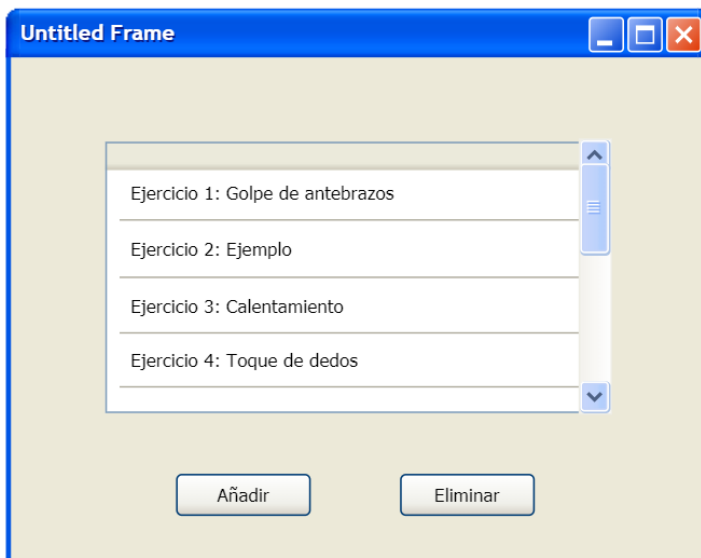 Untitled Frame
Ejercicio 1: Golpe de antebrazos
Ejercicio 2: Ejemplo
Ejercicio 3: Calentamiento
Ejercicio 4: Toque de dedos
Añadir Eliminar